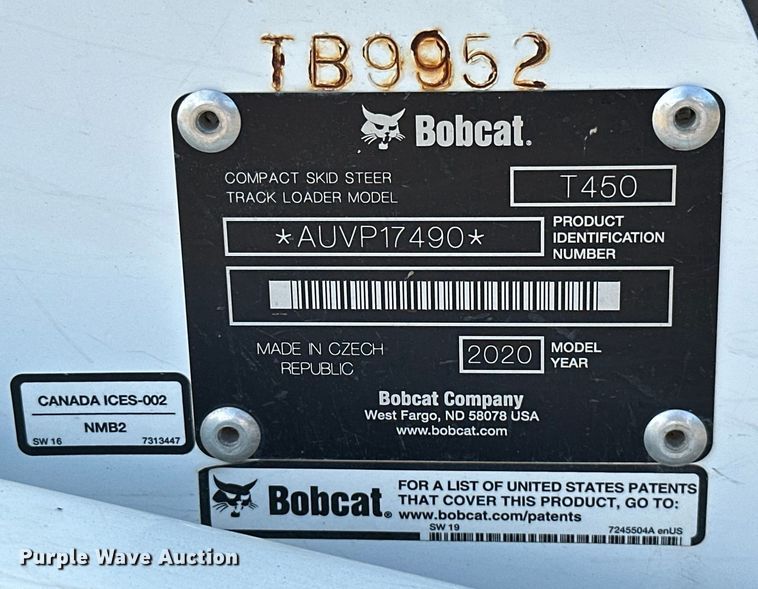 TB9952
Bobcat.
COMPACT SKID STEER
TRACK LOADER MODEL
T450
*AUVP17490*
PRODUCT
IDENTIFICATION
NUMBER
MADE IN CZECH
REPUBLIC
2020
MODEL
YEAR
Bobcat Company
West Fargo, ND 58078 USA
www.bobcat.com
CANADA ICES-002
NMB2
SW 16 7313447
Bobcat®
FOR A LIST OF UNITED STATES PATENTS
THAT COVER THIS PRODUCT, GO TO:
www.bobcat.com/patents
SW 19 7245504A enUS
Purple Wave Auction